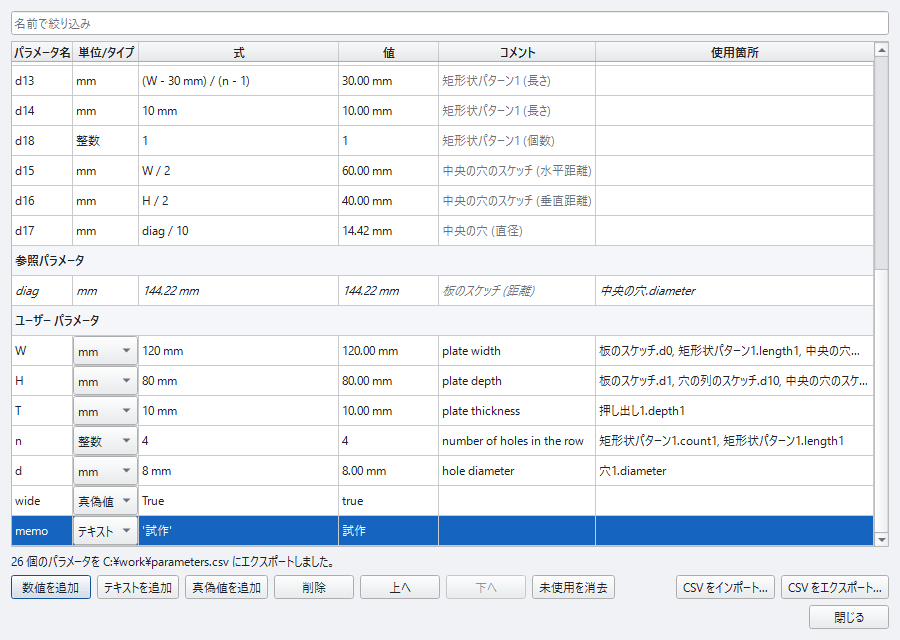 名前で絞り込み
パラメータ名 単位/タイプ 式 値 コメント 使用箇所
d13 mm (W - 30 mm) / (n - 1) 30.00 mm 矩形状パターン1 (長さ)
d14 mm 10 mm 10.00 mm 矩形状パターン1 (長さ)
d18 整数 1 1 矩形状パターン1 (個数)
d15 mm W / 2 60.00 mm 中央の穴のスケッチ (水平距離)
d16 mm H / 2 40.00 mm 中央の穴のスケッチ (垂直距離)
d17 mm diag / 10 14.42 mm 中央の穴 (直径)
参照パラメータ
diag mm 144.22 mm 144.22 mm 板のスケッチ (距離) 中央の穴.diameter
ユーザー パラメータ
W mm 120 mm 120.00 mm plate width 板のスケッチ.d0, 矩形状パターン1.length1, 中央の穴...
H mm 80 mm 80.00 mm plate depth 板のスケッチ.d1, 穴の列のスケッチ.d10, 中央の穴のスケ...
T mm 10 mm 10.00 mm plate thickness 押し出し1.depth1
n 整数 4 4 number of holes in the row 矩形状パターン1.count1, 矩形状パターン1.length1
d mm 8 mm 8.00 mm hole diameter 穴1.diameter
wide 真偽値 True true
memo テキスト '試作' 試作
26 個のパラメータを C:¥work¥parameters.csv にエクスポートしました。
数値を追加 テキストを追加 真偽値を追加 削除 上へ 下へ 未使用を消去 CSV をインポート... CSV をエクスポート...
閉じる